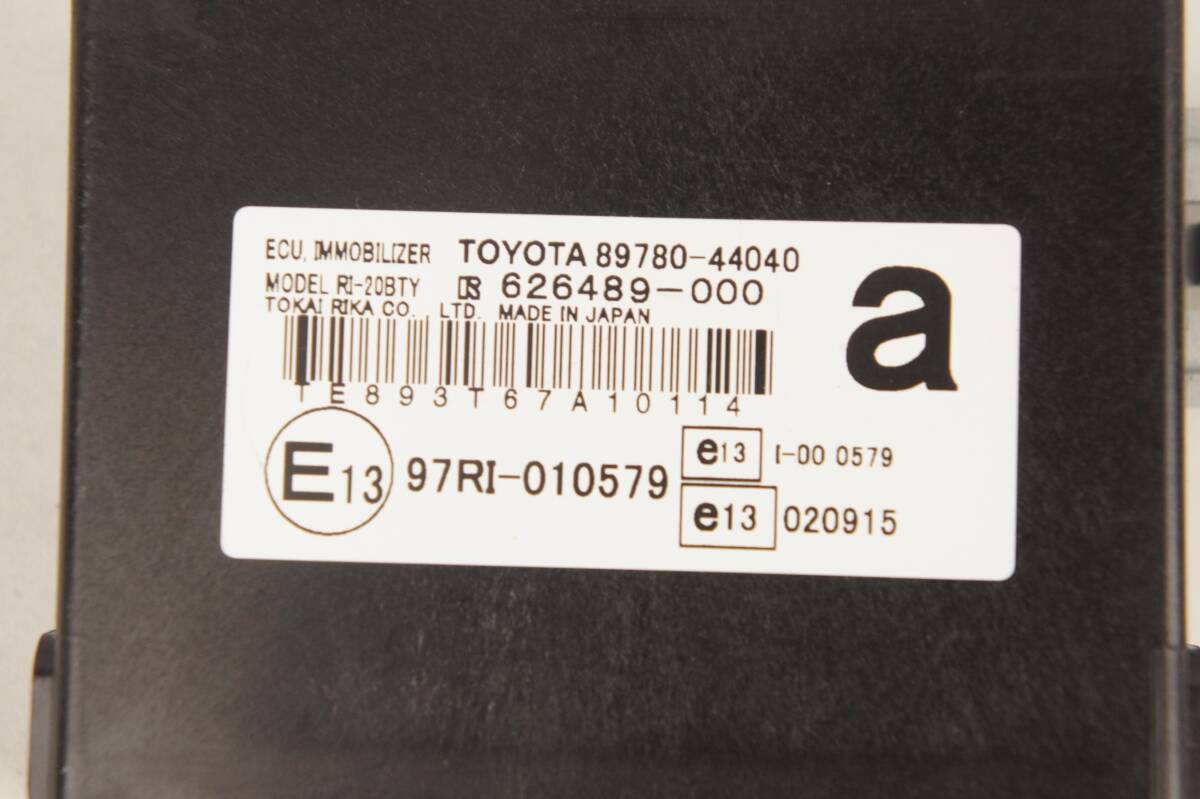 ECU, IMMOBILIZER TOYOTA 89780-44040
MODEL RI-20BTY 626489-000
TOKAI RIKA CO., LTD. MADE IN JAPAN
a
TE893T67A10114
E13 97RI-010579
e13 I-00 0579
e13 020915